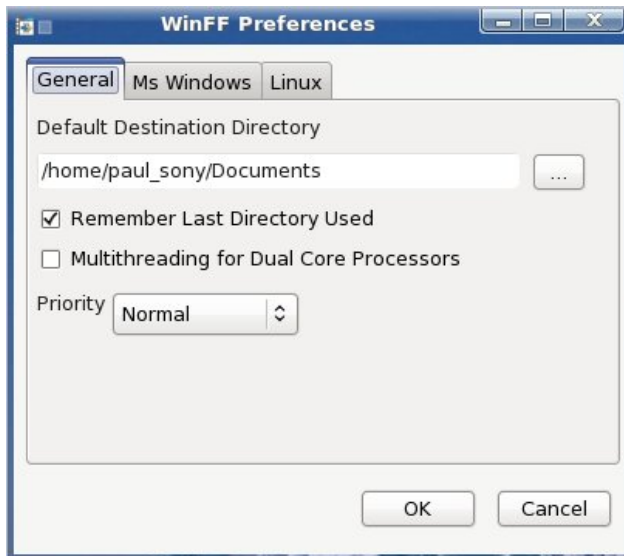 WinFF Preferences
General Ms Windows Linux
Default Destination Directory
/home/paul_sony/Documents ...
Remember Last Directory Used
Multithreading for Dual Core Processors
Priority Normal
OK Cancel